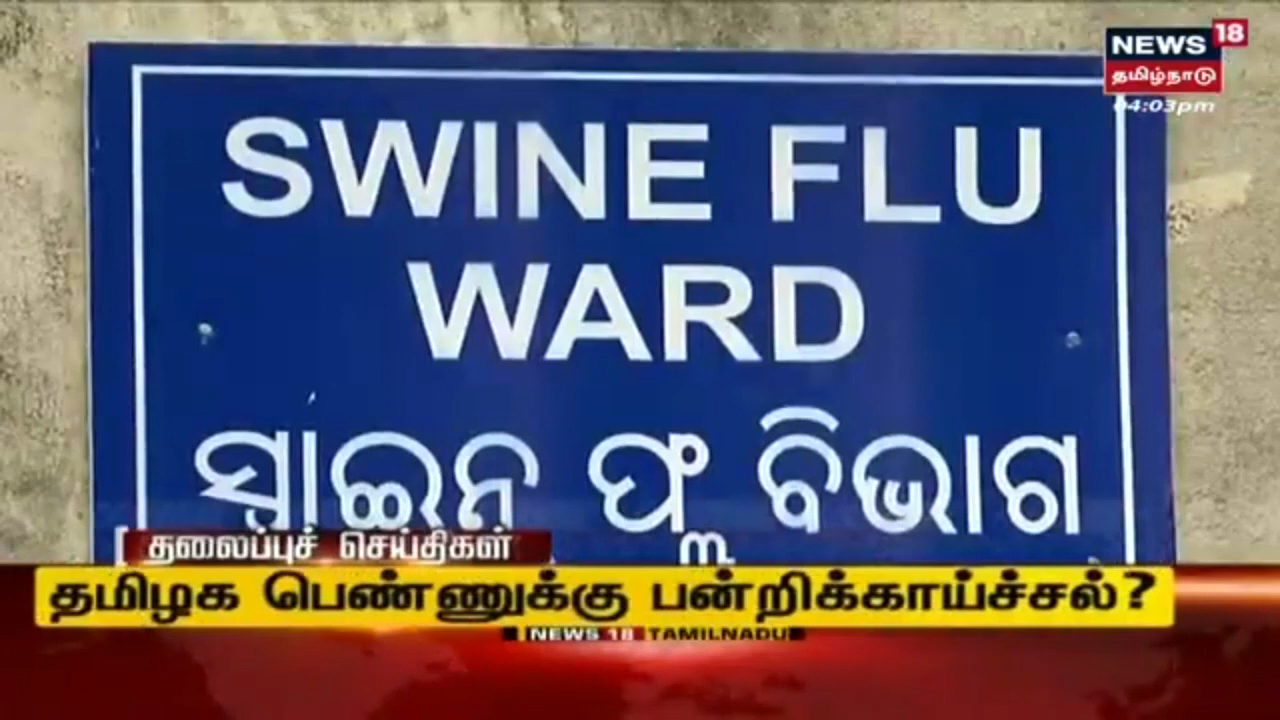 NEWS 18
தமிழ்நாடு
04:03pm
SWINE FLU
WARD
ସ୍ୱାଇନ ଫ୍ଲୁ ବିଭାଗ
தலைப்புச் செய்திகள்
தமிழக பெண்ணுக்கு பன்றிக்காய்ச்சல்?
NEWS 18 TAMILNADU